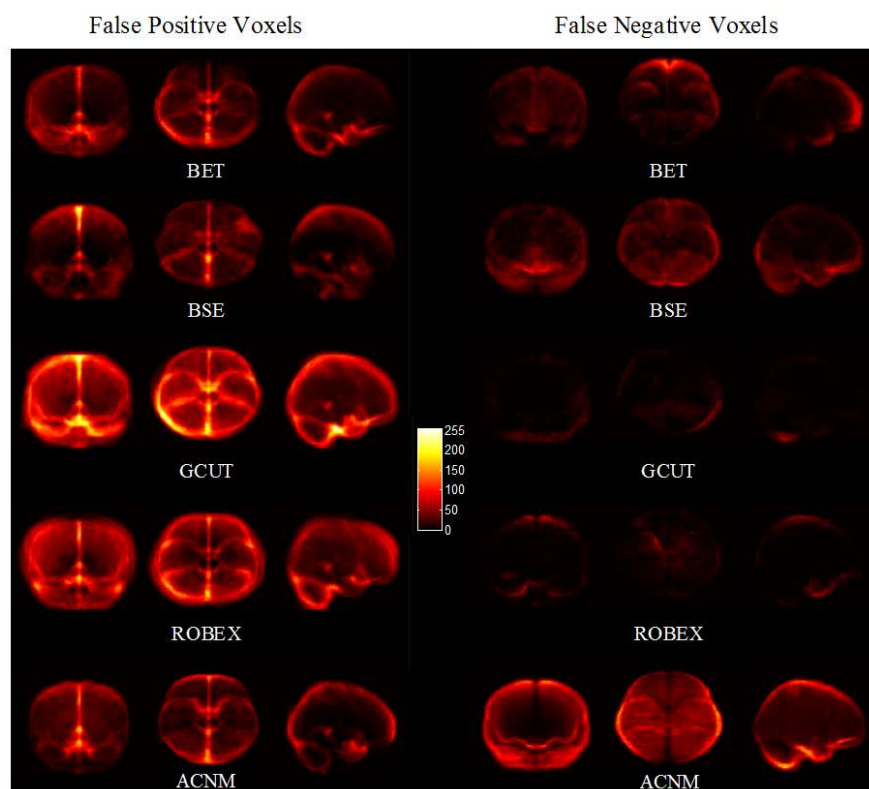 False Positive Voxels
False Negative Voxels
BET
BET
BSE
BSE
GCUT
GCUT
255
200
150
100
50
0
ROBEX
ROBEX
ACNM
ACNM